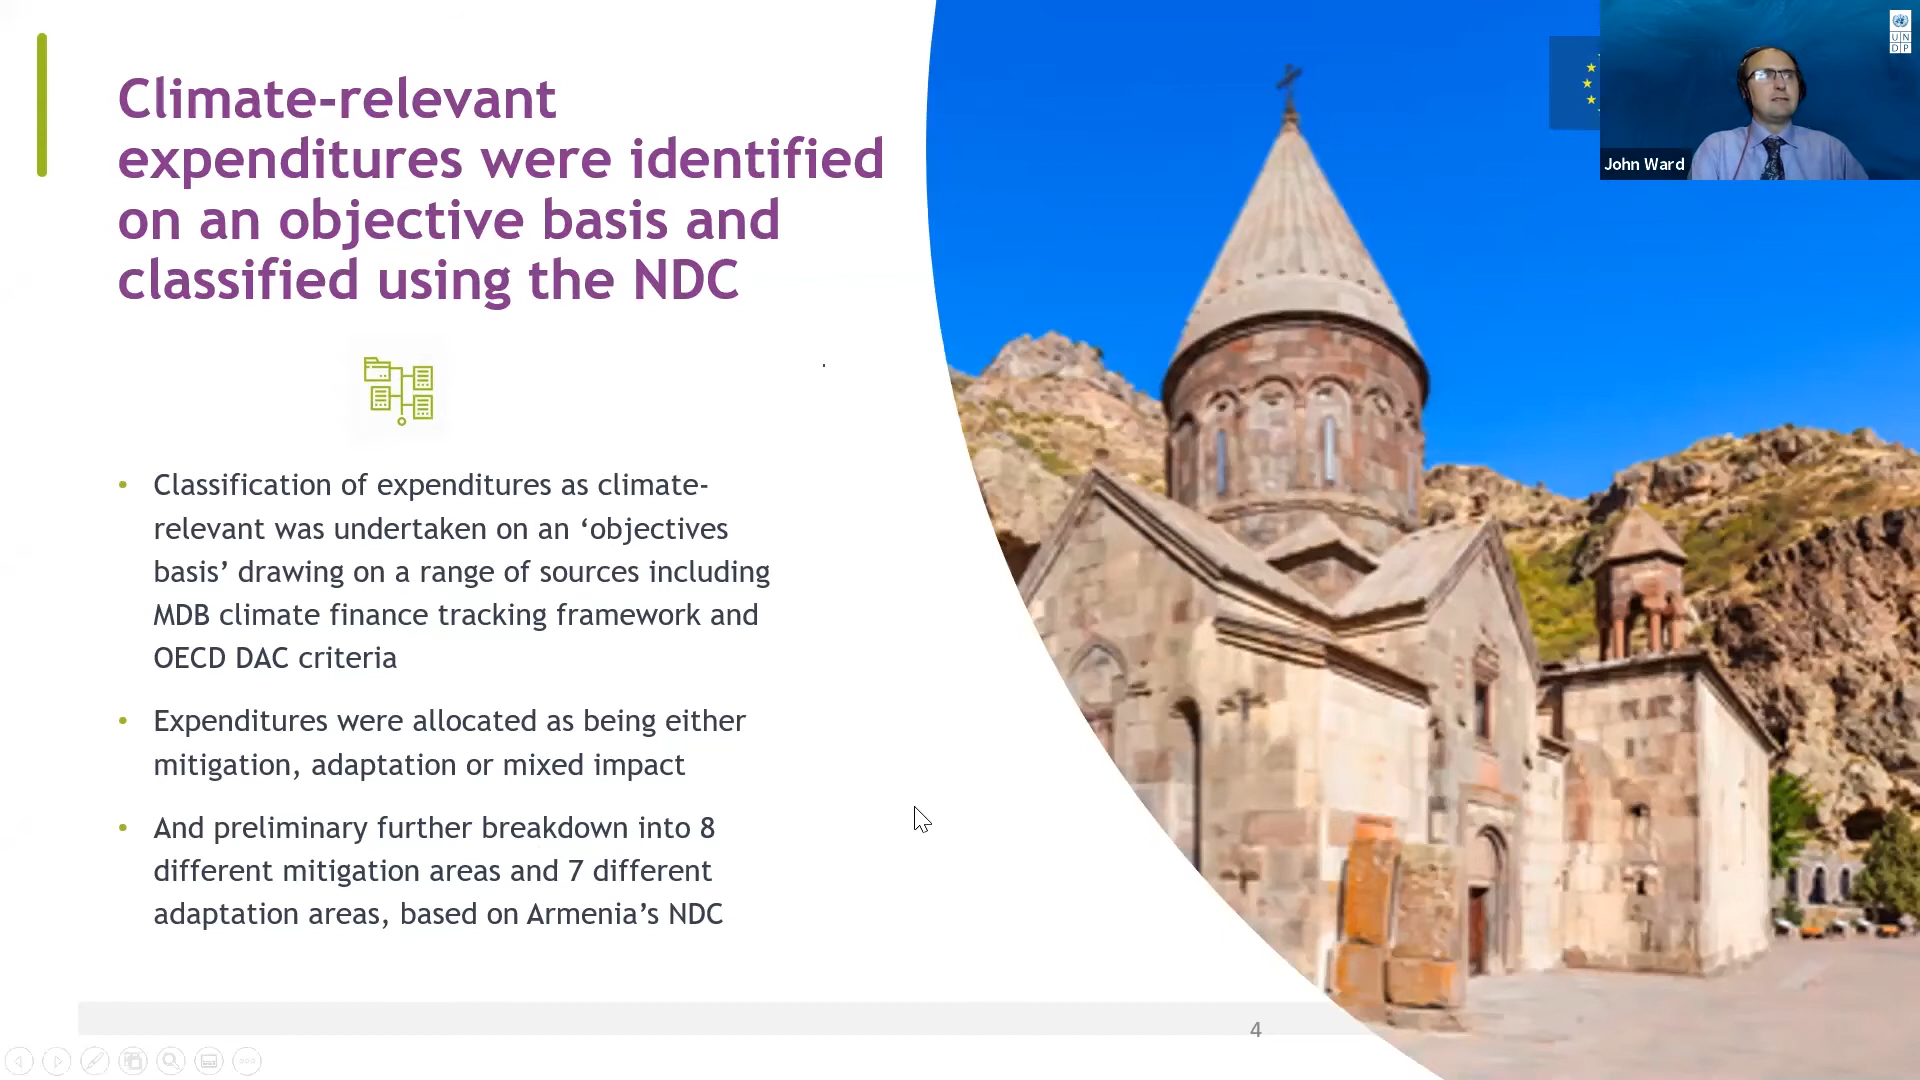 Climate-relevant
expenditures were identified
on an objective basis and
classified using the NDC
• Classification of expenditures as climate-
relevant was undertaken on an ‘objectives
basis’ drawing on a range of sources including
MDB climate finance tracking framework and
OECD DAC criteria
• Expenditures were allocated as being either
mitigation, adaptation or mixed impact
• And preliminary further breakdown into 8
different mitigation areas and 7 different
adaptation areas, based on Armenia’s NDC
4
John Ward
U N
D P